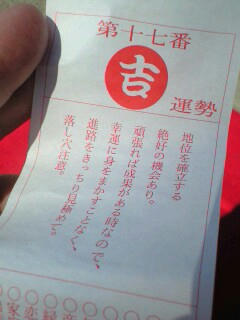 第十七番
吉
運勢
地位を確立する
絶好の機会あり。
頑張れば成果がある時なので、
幸運に身をまかすことなく、
進路をきっちり見極めて。
落し穴注意。